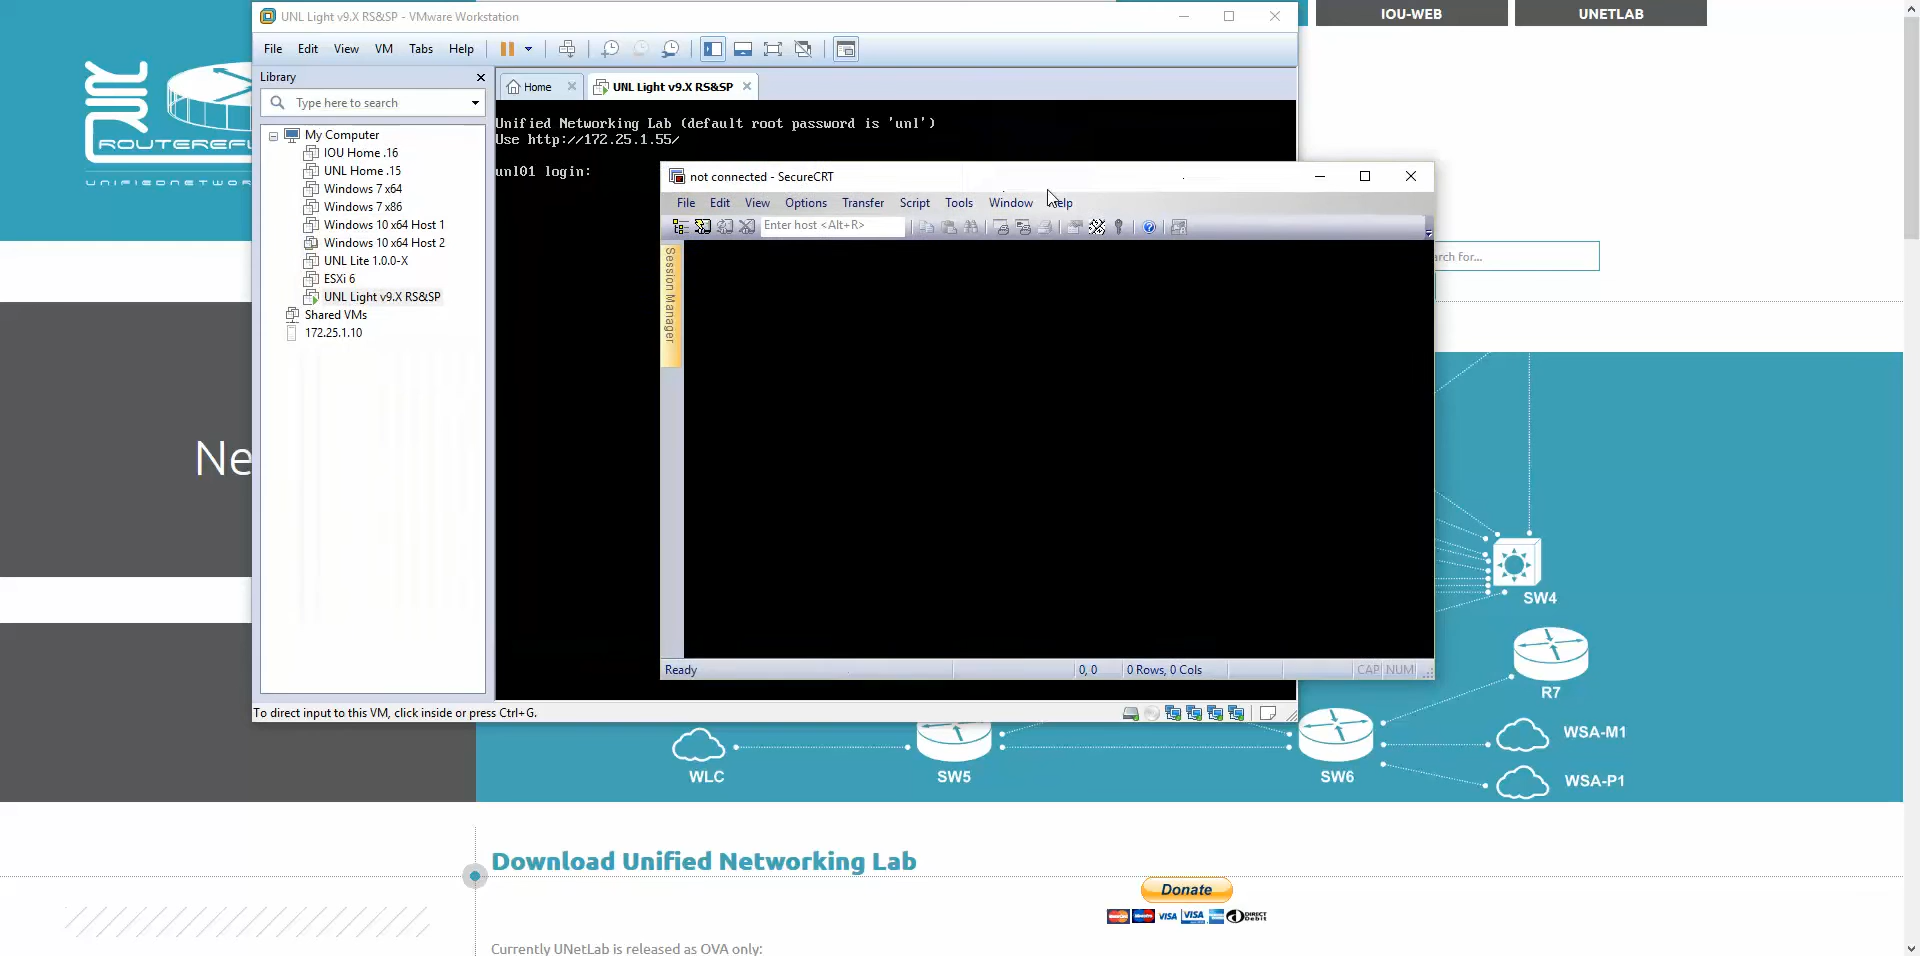 UNL Light v9.X RS&SP - VMware Workstation
IOU-WEB
UNETLAB
File Edit View VM Tabs Help
Library
Type here to search
Home
UNL Light v9.X RS&SP
My Computer
IOU Home .16
UNL Home .15
Windows 7 x64
Windows 7 x86
Windows 10 x64 Host 1
Windows 10 x64 Host 2
UNL Lite 1.0.0-X
ESXi 6
UNL Light v9.X RS&SP
Shared VMs
172.25.1.10
Unified Networking Lab (default root password is 'unl')
Use http://172.25.1.55/
unl01 login:
not connected - SecureCRT
File Edit View Options Transfer Script Tools Window
Enter host <Alt+R>
Session Manager
Ready
0, 0
0 Rows, 0 Cols
CAP NUM
for...
To direct input to this VM, click inside or press Ctrl+G.
SW4
R7
WSA-M1
WSA-P1
WLC
SW5
SW6
Download Unified Networking Lab
Donate
VISA
VISA
DIRECT Debit
Currently UNetLab is released as OVA only: